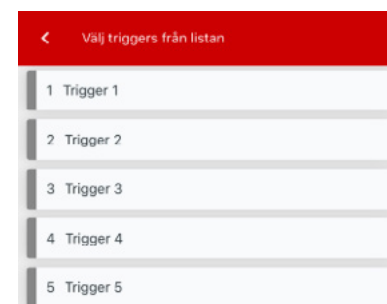 Välj triggers från listan
1 Trigger 1
2 Trigger 2
3 Trigger 3
4 Trigger 4
5 Trigger 5